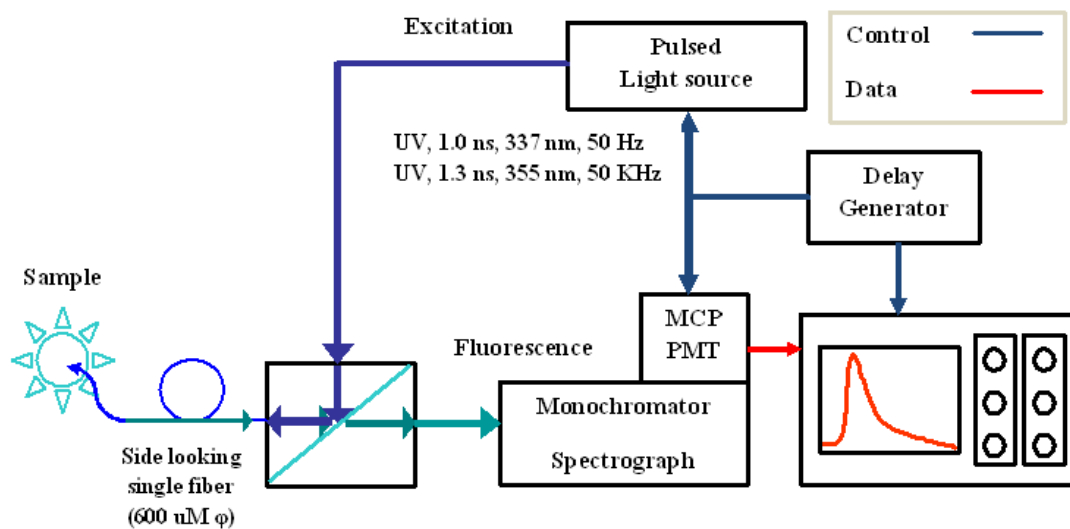 Excitation
Pulsed
Light source
Control
Data
UV, 1.0 ns, 337 nm, 50 Hz
UV, 1.3 ns, 355 nm, 50 KHz
Delay
Generator
Sample
MCP
PMT
Fluorescence
Monochromator
Spectrograph
Side looking
single fiber
(600 uM φ)